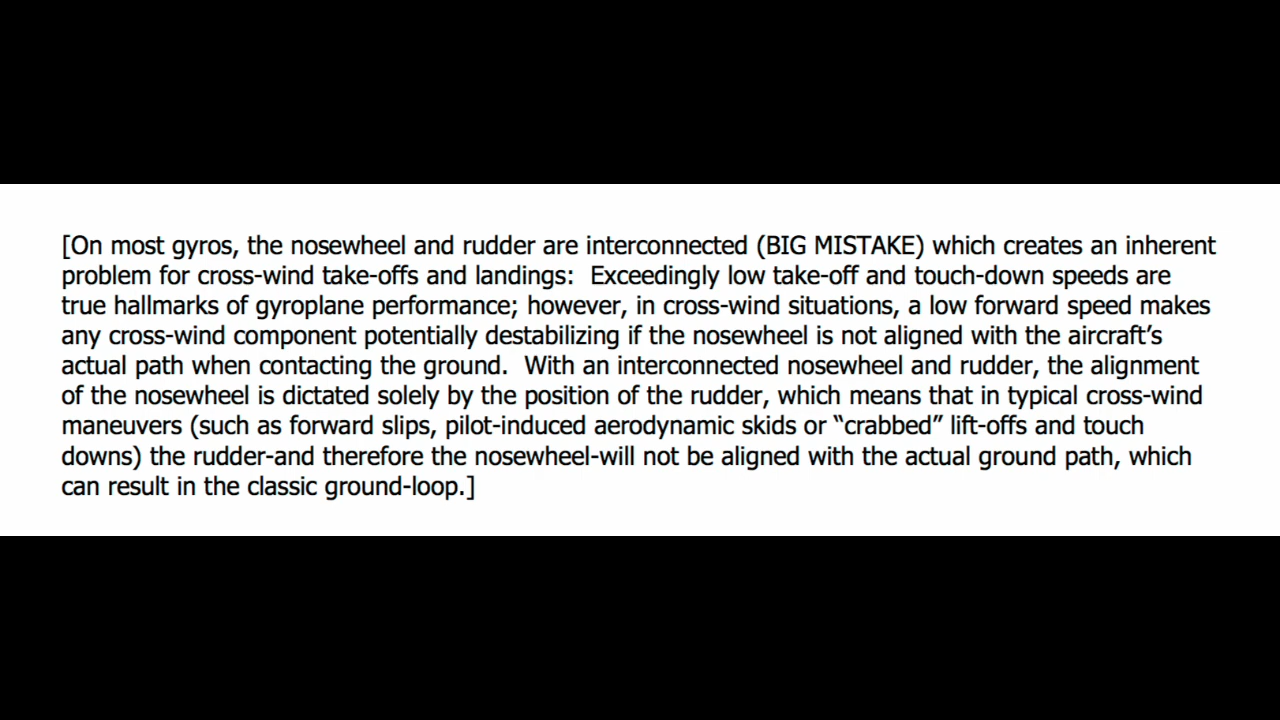 [On most gyros, the nosewheel and rudder are interconnected (BIG MISTAKE) which creates an inherent
problem for cross-wind take-offs and landings:  Exceedingly low take-off and touch-down speeds are
true hallmarks of gyroplane performance; however, in cross-wind situations, a low forward speed makes
any cross-wind component potentially destabilizing if the nosewheel is not aligned with the aircraft’s
actual path when contacting the ground.  With an interconnected nosewheel and rudder, the alignment
of the nosewheel is dictated solely by the position of the rudder, which means that in typical cross-wind
maneuvers (such as forward slips, pilot-induced aerodynamic skids or “crabbed” lift-offs and touch
downs) the rudder-and therefore the nosewheel-will not be aligned with the actual ground path, which
can result in the classic ground-loop.]